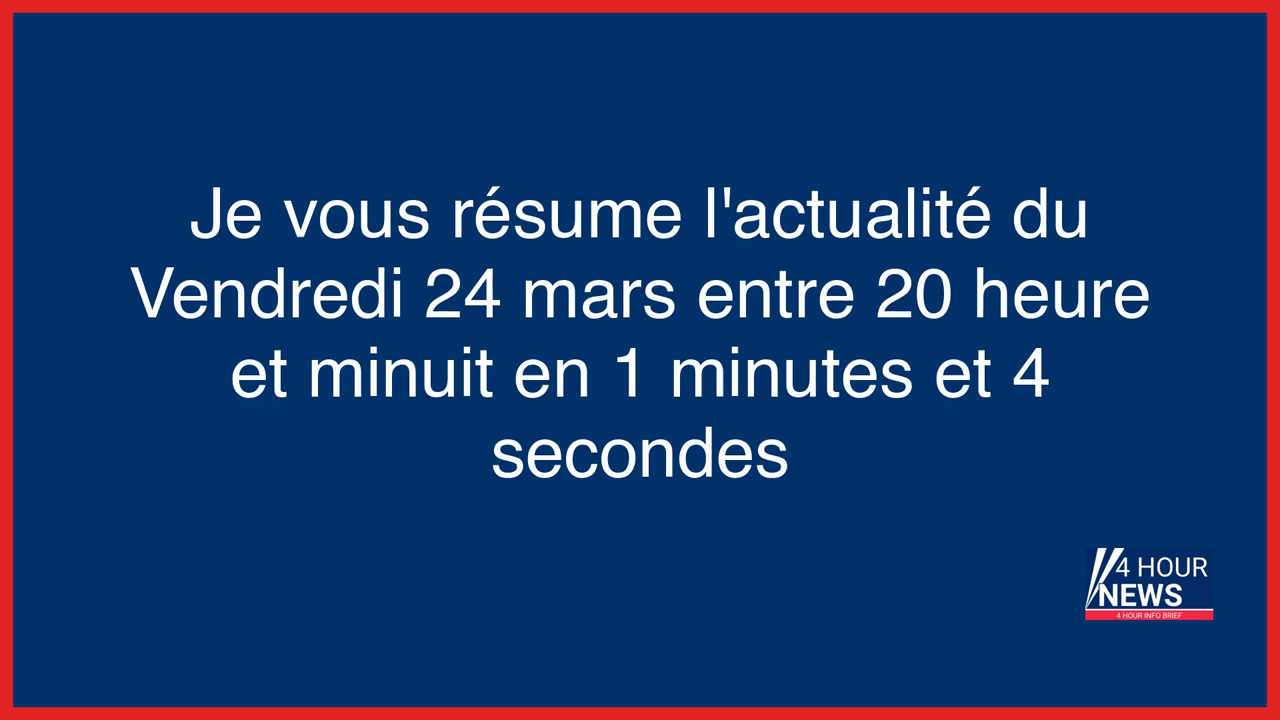 Je vous résume l'actualité du
Vendredi 24 mars entre 20 heure
et minuit en 1 minutes et 4
secondes
4 HOUR
NEWS
4 HOUR INFO BRIEF